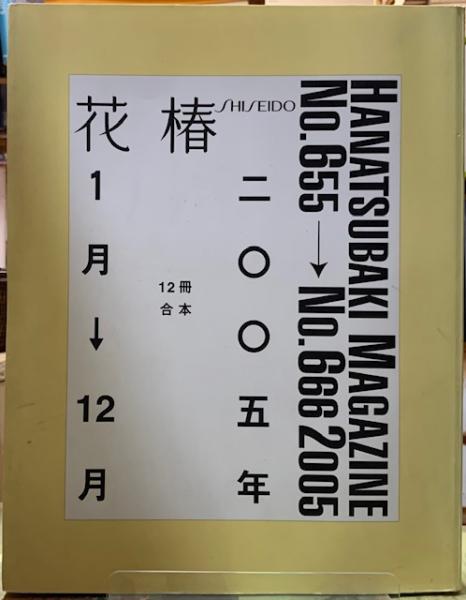 花椿
SHISEIDO
HANATSUBAKI MAGAZINE
No.655 → No.666 2005
二〇〇五年
1月→12月
12冊
合本